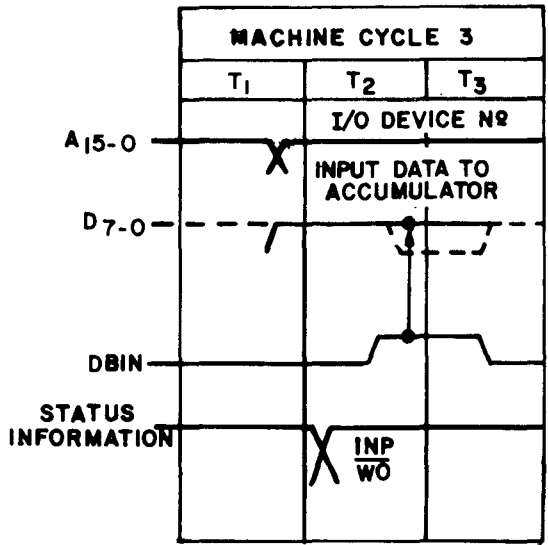 MACHINE CYCLE 3
T1 T2 T3
I/O DEVICE Nº
A15-0
INPUT DATA TO
ACCUMULATOR
D7-0
DBIN
STATUS
INFORMATION
INP
W̅O̅